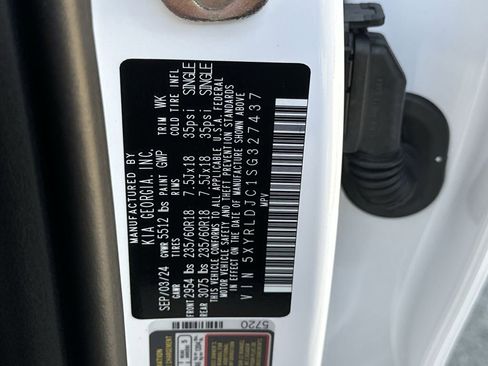 MANUFACTURED BY
KIA GEORGIA, INC.
SEP/03/24 GVWR 5512 lbs PAINT GWP TRIM WK
GAWR TIRES RIMS COLD TIRE INFL
FRONT 2954 lbs 235/60R18 7.5Jx18 35psi SINGLE
REAR 3075 lbs 235/60R18 7.5Jx18 35psi SINGLE
THIS VEHICLE CONFORMS TO ALL APPLICABLE U.S.A. FEDERAL
MOTOR VEHICLE SAFETY AND THEFT PREVENTION STANDARDS
IN EFFECT ON THE DATE OF MANUFACTURE SHOWN ABOVE
VIN 5XYRLDJC1SG327437
MPV
5720